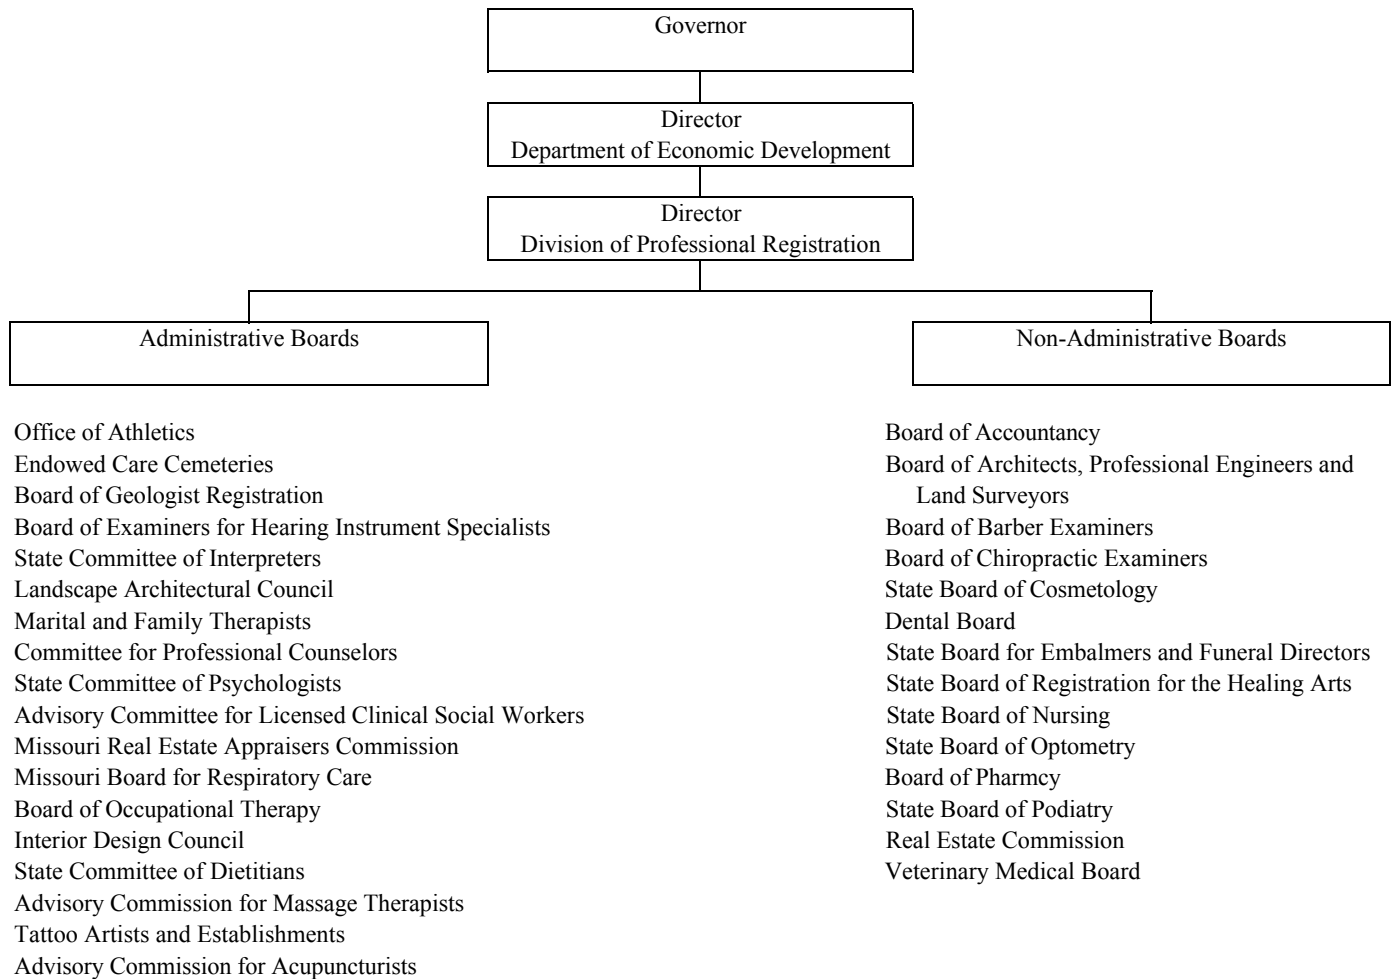 Governor
Director
Department of Economic Development
Director
Division of Professional Registration
Administrative Boards
Office of Athletics
Endowed Care Cemeteries
Board of Geologist Registration
Board of Examiners for Hearing Instrument Specialists
State Committee of Interpreters
Landscape Architectural Council
Marital and Family Therapists
Committee for Professional Counselors
State Committee of Psychologists
Advisory Committee for Licensed Clinical Social Workers
Missouri Real Estate Appraisers Commission
Missouri Board for Respiratory Care
Board of Occupational Therapy
Interior Design Council
State Committee of Dietitians
Advisory Commission for Massage Therapists
Tattoo Artists and Establishments
Advisory Commission for Acupuncturists
Non-Administrative Boards
Board of Accountancy
Board of Architects, Professional Engineers and
Land Surveyors
Board of Barber Examiners
Board of Chiropractic Examiners
State Board of Cosmetology
Dental Board
State Board for Embalmers and Funeral Directors
State Board of Registration for the Healing Arts
State Board of Nursing
State Board of Optometry
Board of Pharmcy
State Board of Podiatry
Real Estate Commission
Veterinary Medical Board